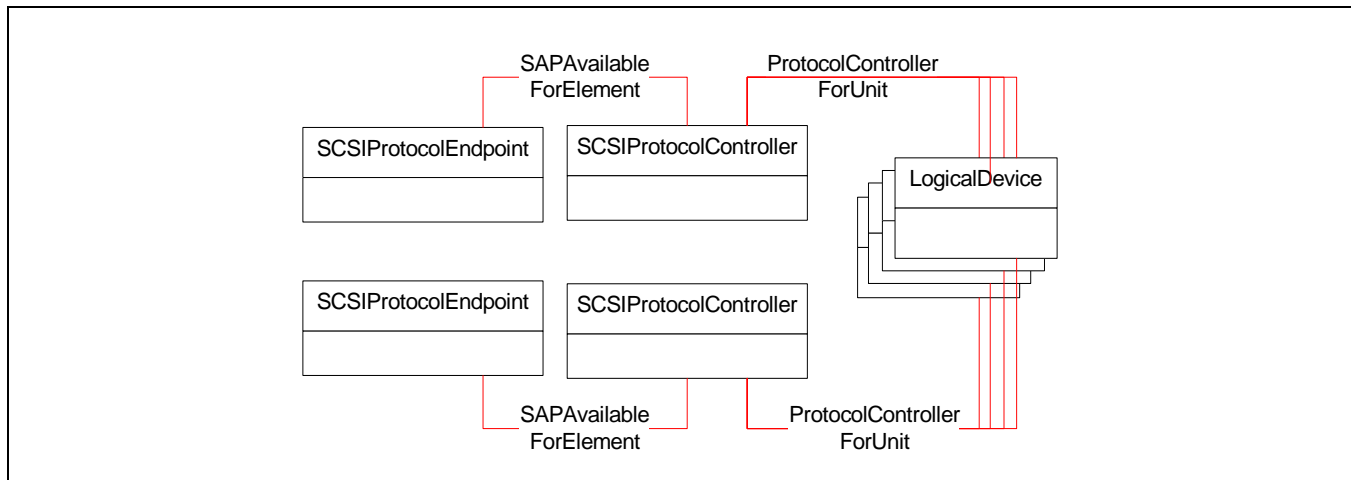 SAPAvailable
ForElement
ProtocolController
ForUnit
SCSIProtocolEndpoint
SCSIProtocolController
LogicalDevice
SCSIProtocolEndpoint
SCSIProtocolController
SAPAvailable
ForElement
ProtocolController
ForUnit